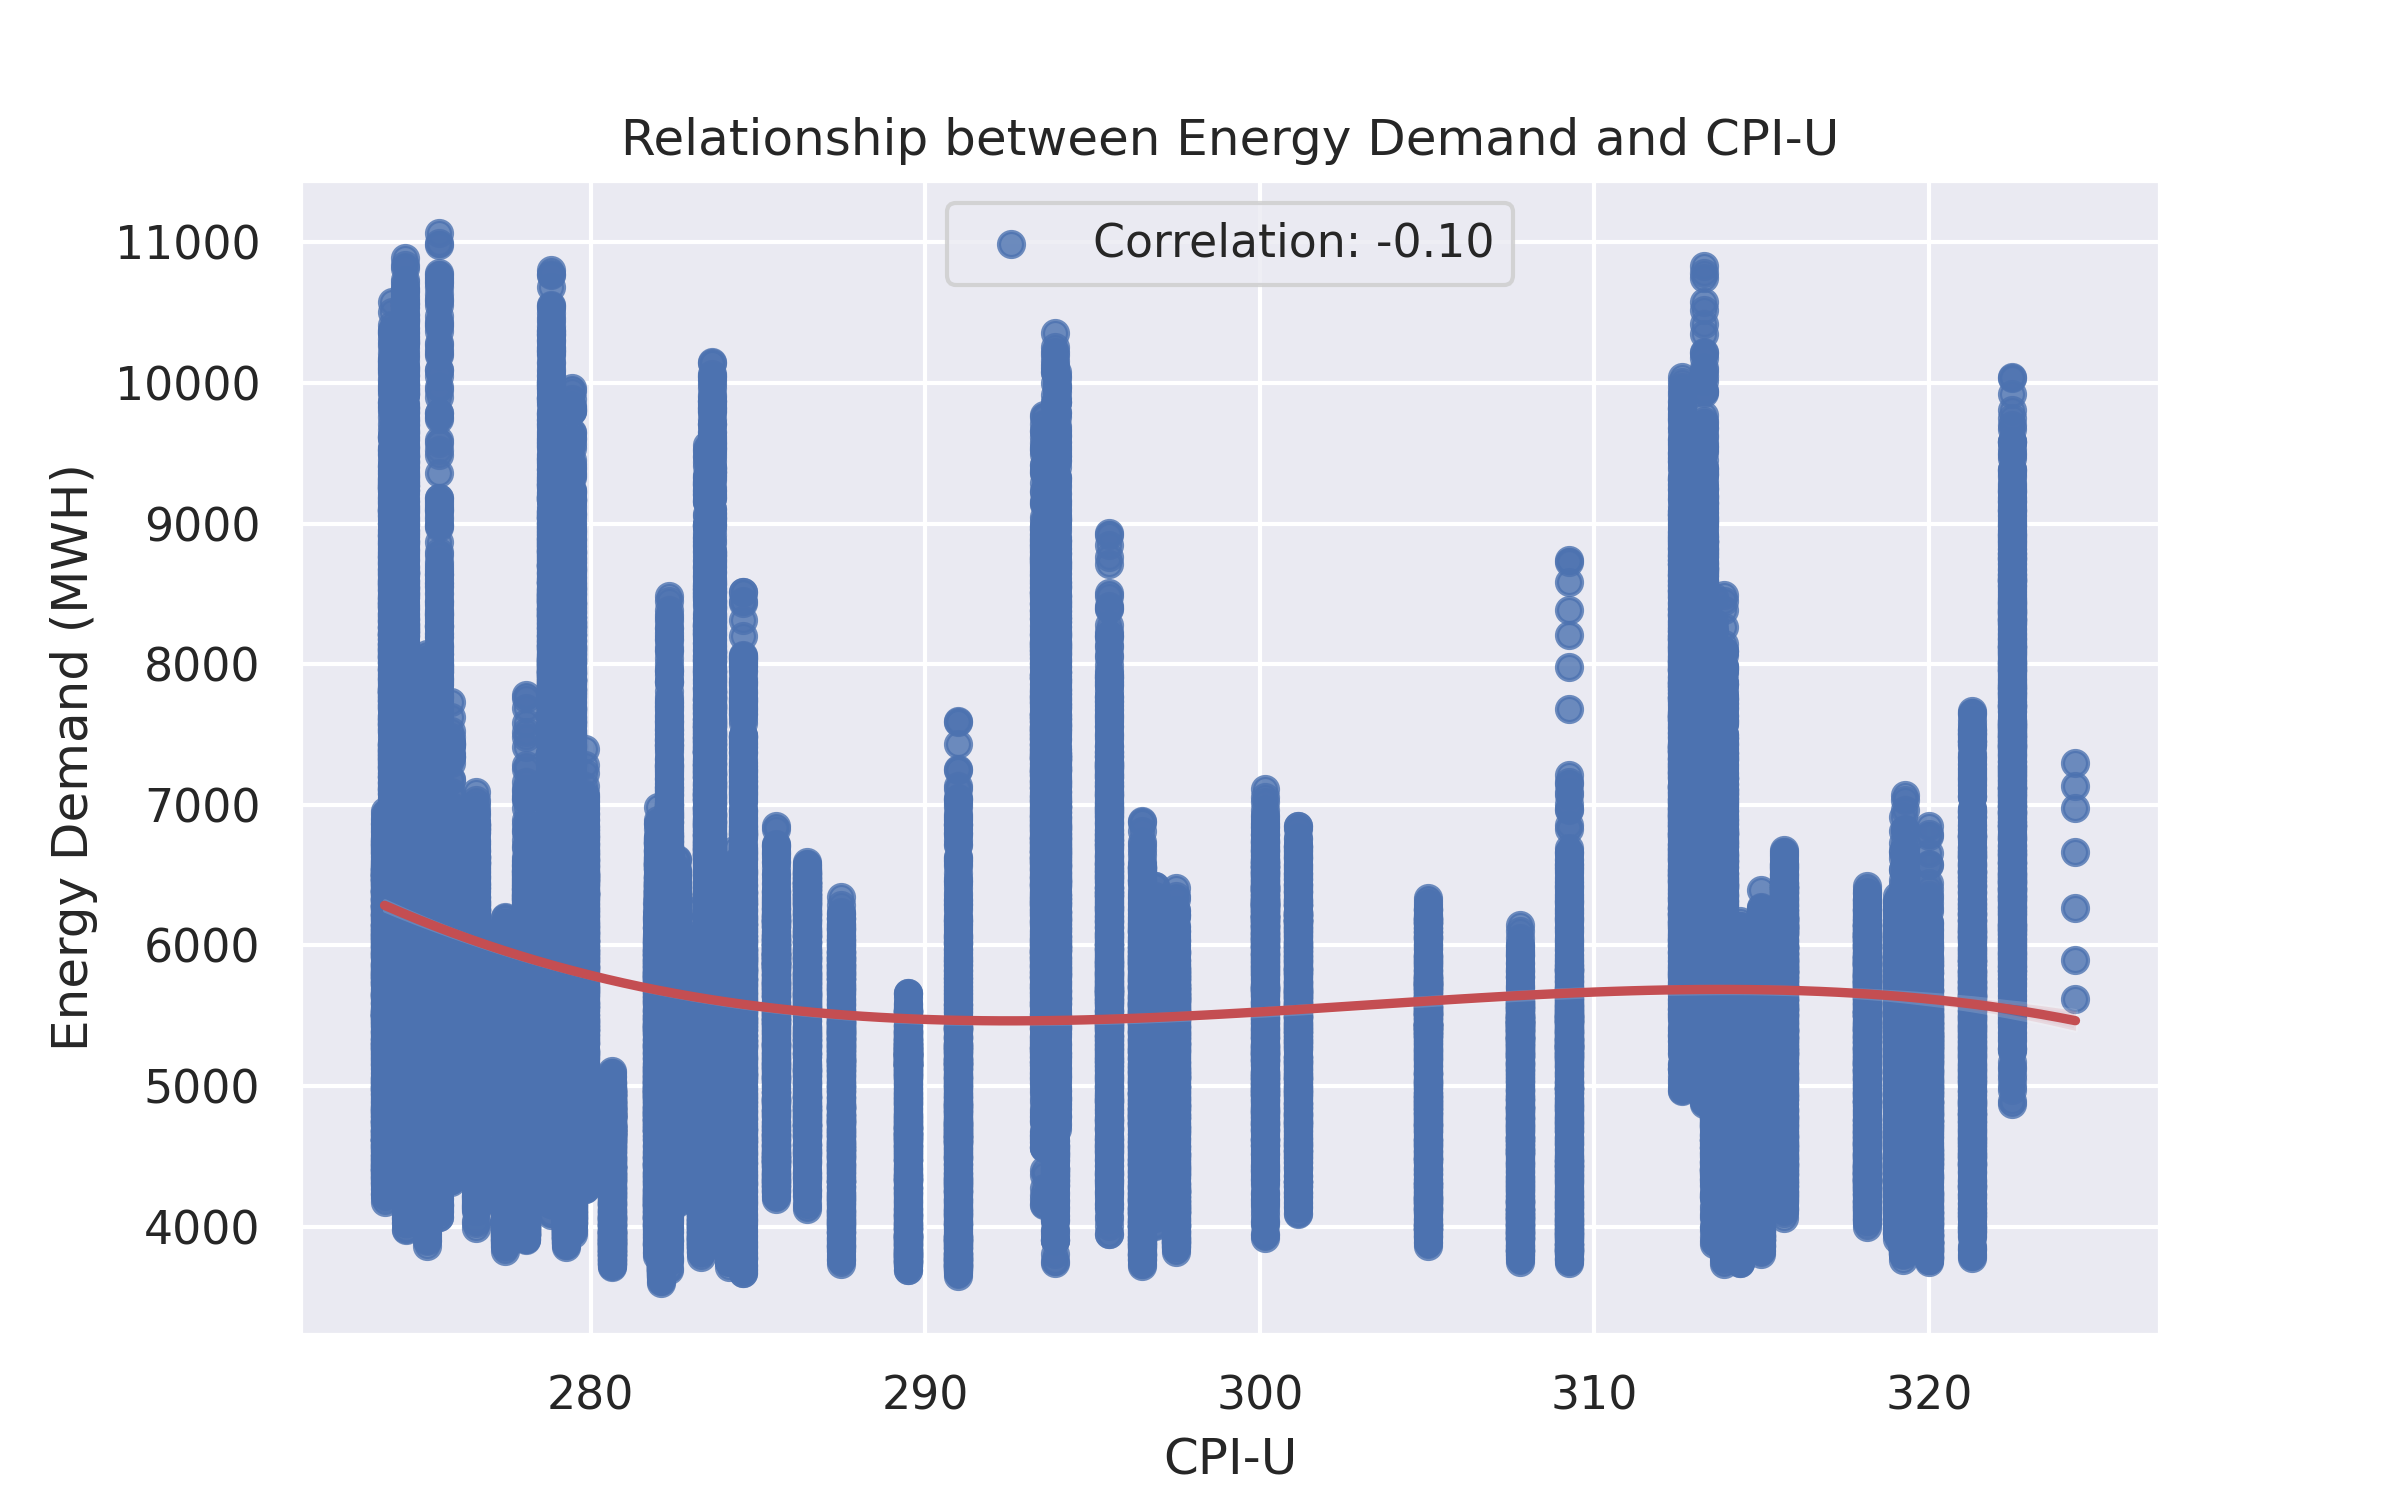 Relationship between Energy Demand and CPI-U
Correlation: -0.10
Energy Demand (MWH)
11000
10000
9000
8000
7000
6000
5000
4000
280 290 300 310 320
CPI-U